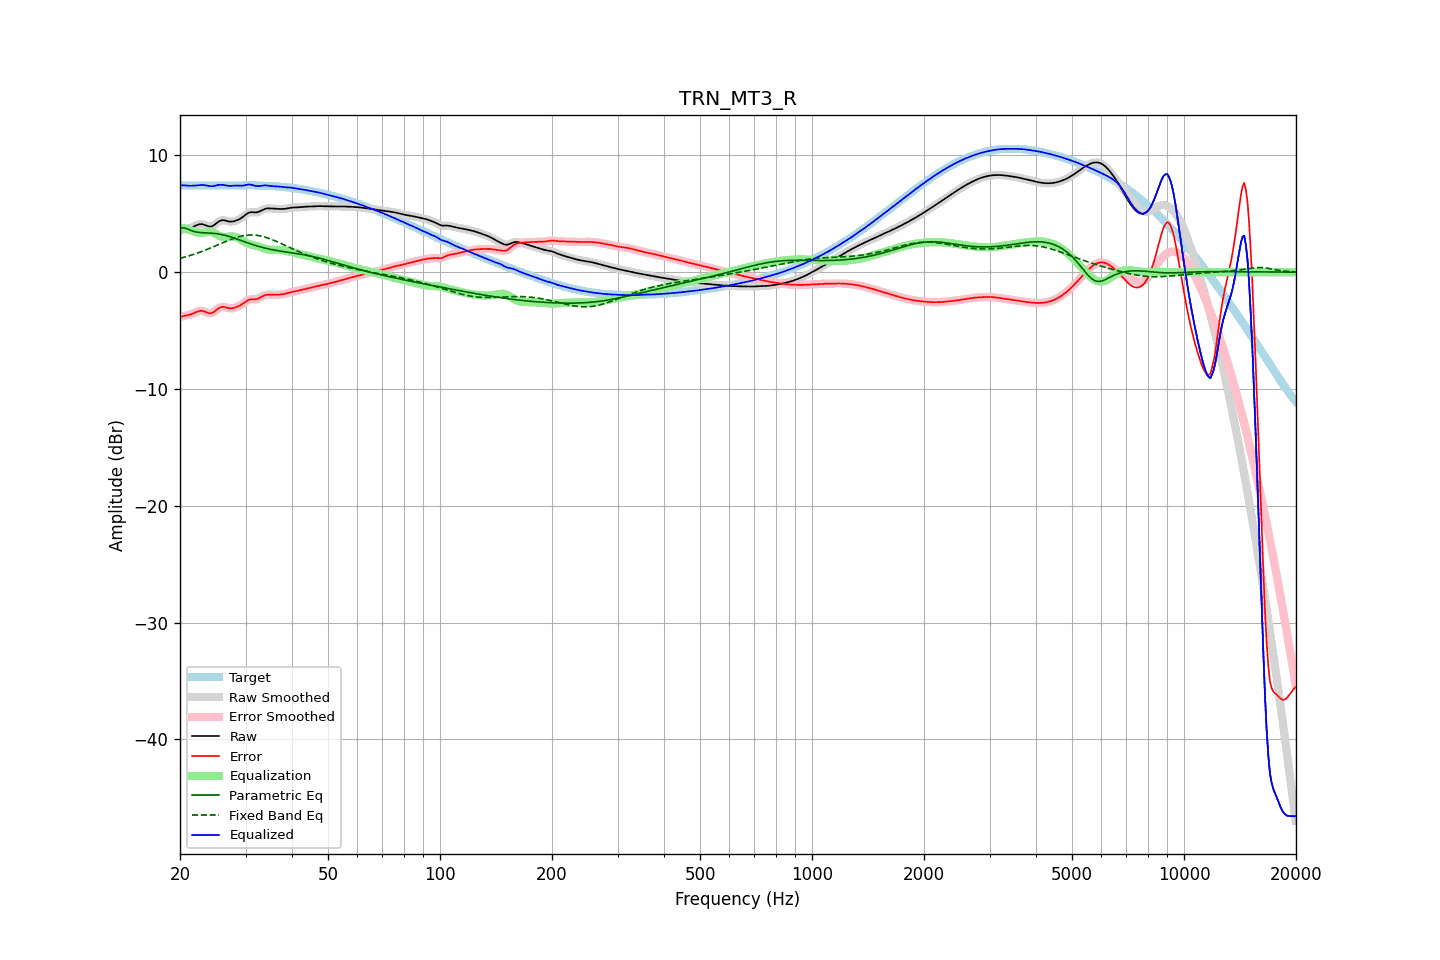 TRN_MT3_R
Amplitude (dBr)
10
0
−10
−20
−30
−40
Target
Raw Smoothed
Error Smoothed
Raw
Error
Equalization
Parametric Eq
Fixed Band Eq
Equalized
20 50 100 200 500 1000 2000 5000 10000 20000
Frequency (Hz)